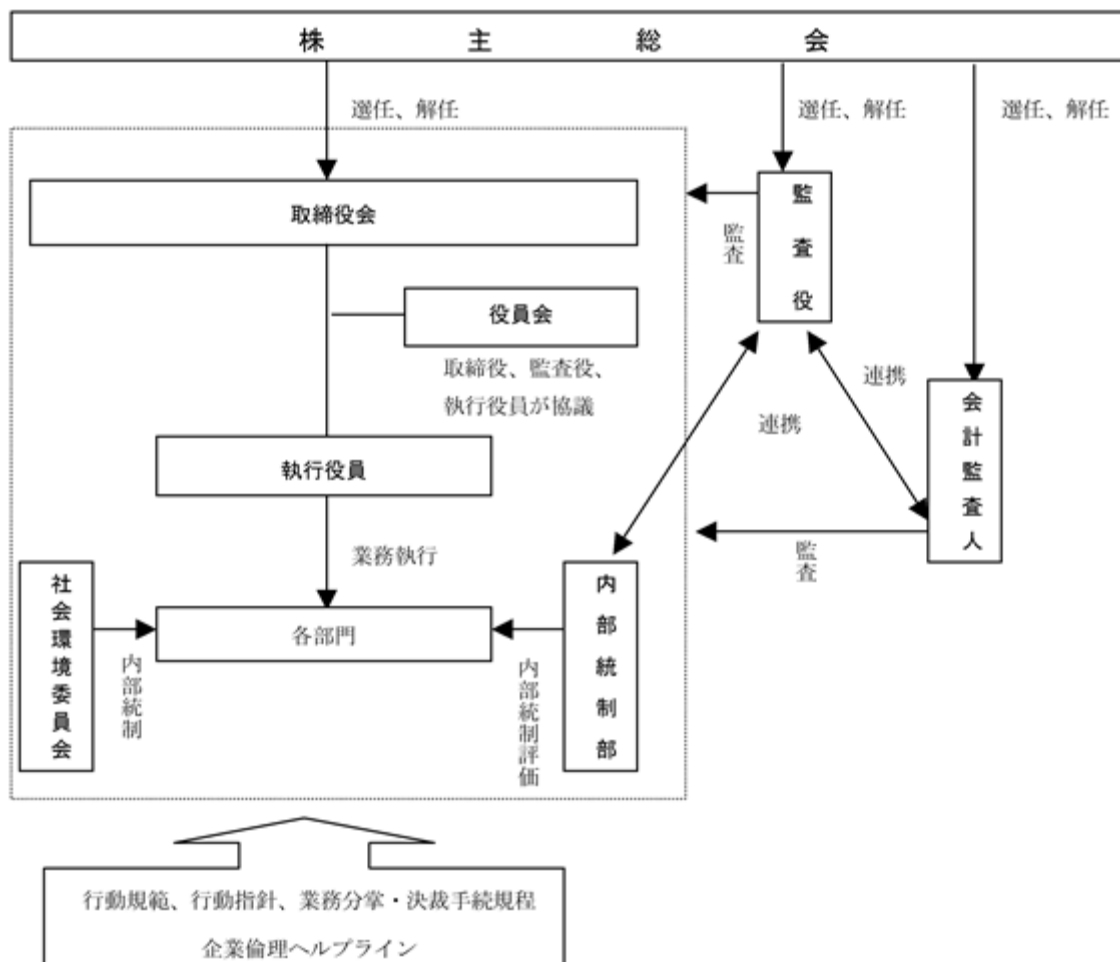 株主総会
選任、解任
選任、解任
選任、解任
取締役会
監査役
監査
役員会
取締役、監査役、
執行役員が協議
連携
連携
会計監査人
執行役員
監査
業務執行
社会環境委員会
内部統制
各部門
内部統制評価
内部統制部
行動規範、行動指針、業務分掌・決裁手続規程
企業倫理ヘルプライン